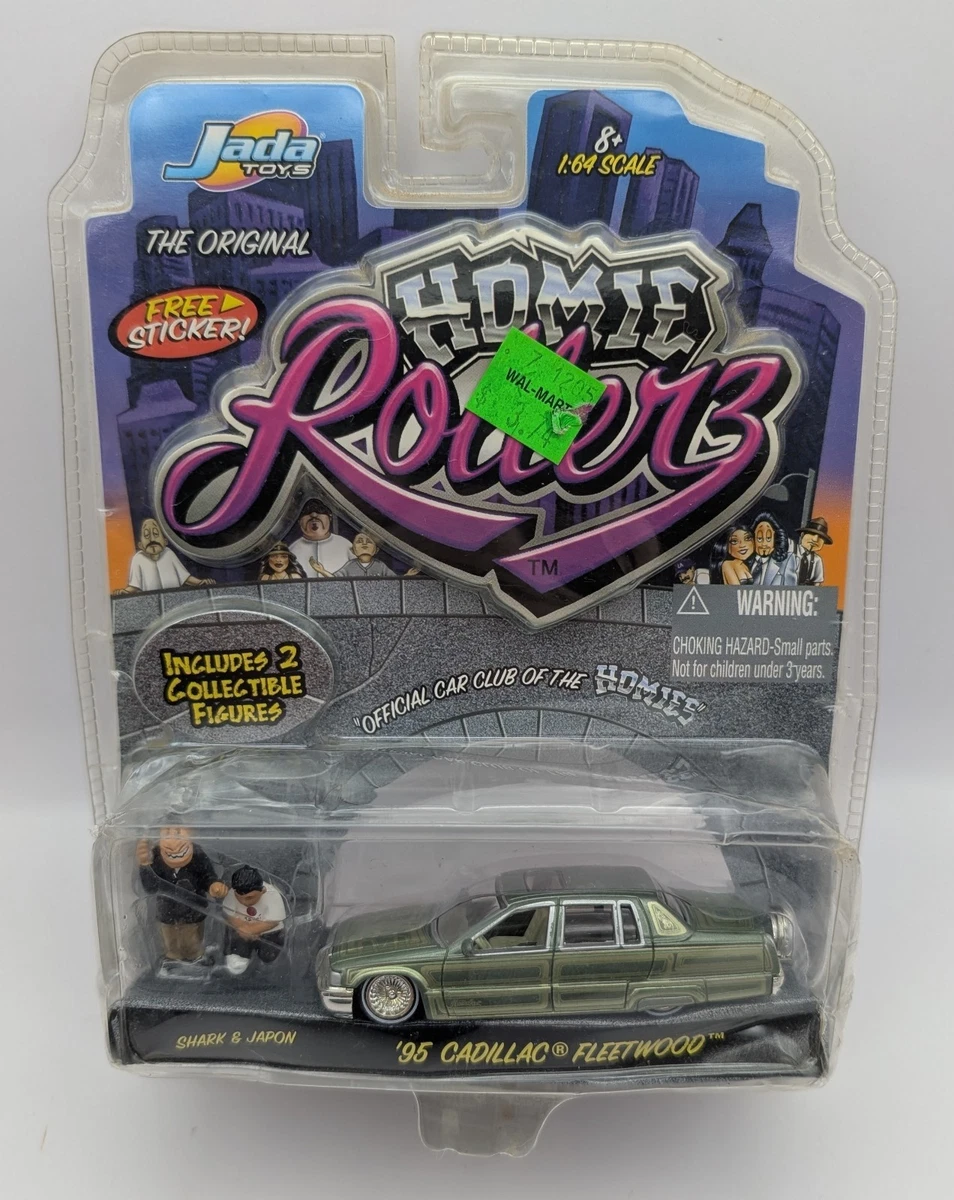 Jada®
TOYS
8+
1:64 SCALE
THE ORIGINAL
FREE
STICKER!
HOMIE
Rollerz
TM
WAL-MART
3.74
WARNING:
CHOKING HAZARD-Small parts.
Not for children under 3 years.
INCLUDES 2
COLLECTIBLE
FIGURES
"OFFICIAL CAR CLUB OF THE HOMIES"
SHARK & JAPON
'95 CADILLAC® FLEETWOOD™